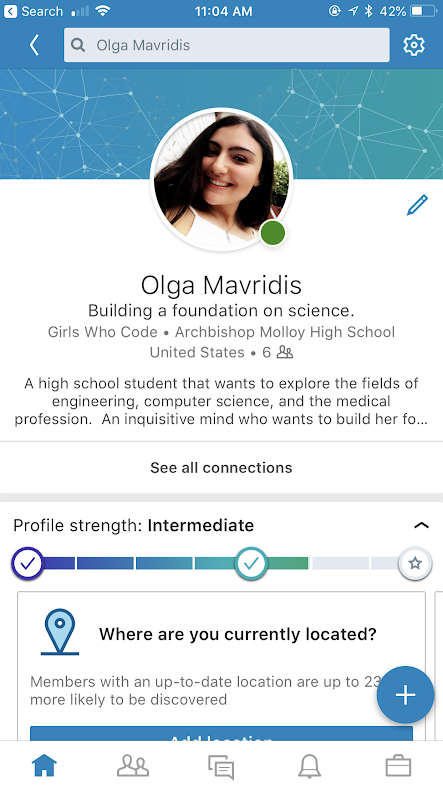 Search 11:04 AM 42%
Olga Mavridis
Olga Mavridis
Building a foundation on science.
Girls Who Code • Archbishop Molloy High School
United States • 6
A high school student that wants to explore the fields of
engineering, computer science, and the medical
profession. An inquisitive mind who wants to build her fo...
See all connections
Profile strength: Intermediate
Where are you currently located?
Members with an up-to-date location are up to 23
more likely to be discovered
Add location